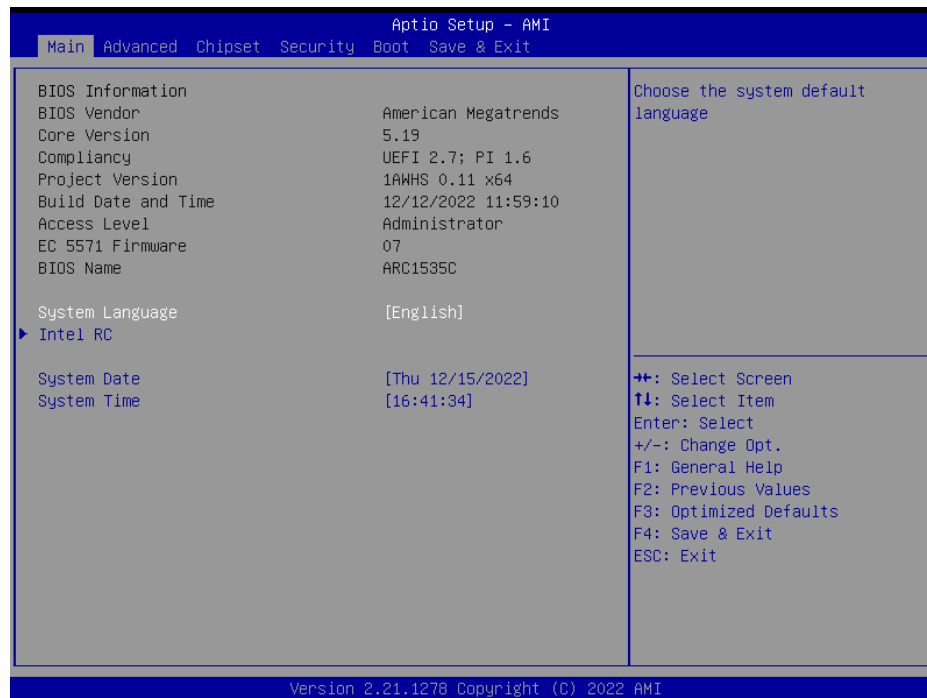 Aptio Setup – AMI
Main Advanced Chipset Security Boot Save & Exit
BIOS Information
BIOS Vendor American Megatrends
Core Version 5.19
Compliancy UEFI 2.7; PI 1.6
Project Version 1AWHS 0.11 x64
Build Date and Time 12/12/2022 11:59:10
Access Level Administrator
EC 5571 Firmware 07
BIOS Name ARC1535C
System Language [English]
Intel RC
System Date [Thu 12/15/2022]
System Time [16:41:34]
Choose the system default
language
→←: Select Screen
↑↓: Select Item
Enter: Select
+/-: Change Opt.
F1: General Help
F2: Previous Values
F3: Optimized Defaults
F4: Save & Exit
ESC: Exit
Version 2.21.1278 Copyright (C) 2022 AMI